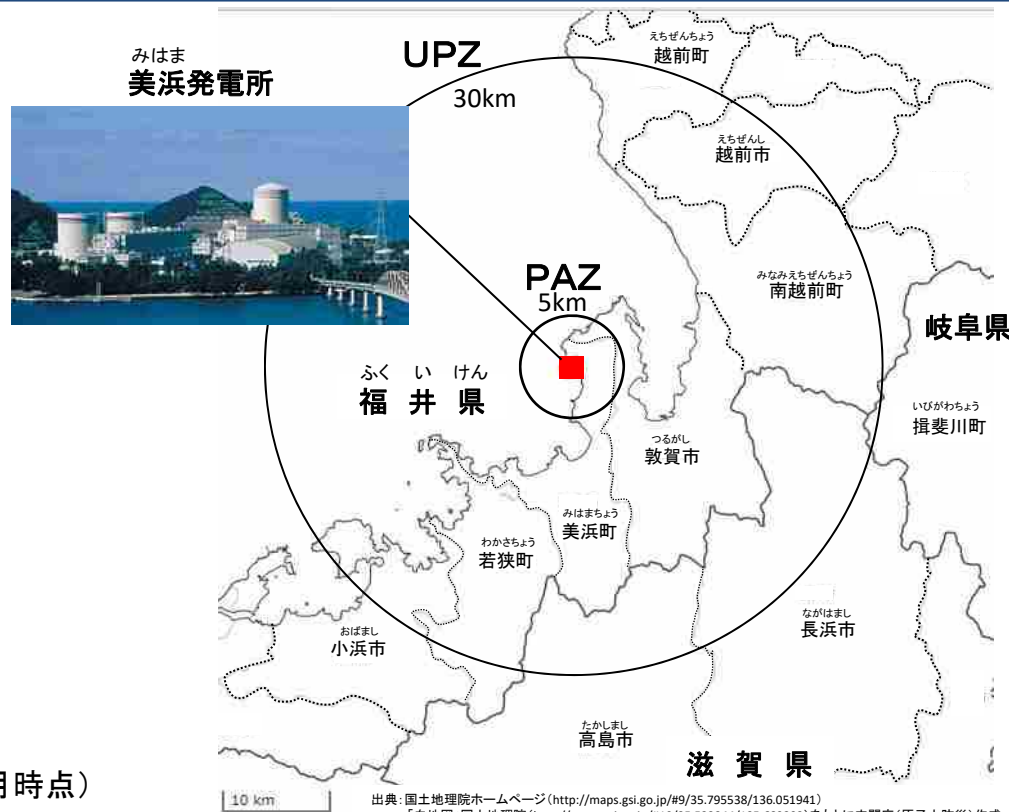 みはま
美浜発電所
UPZ
30km
えちぜんちょう
越前町
えちぜんし
越前市
PAZ
5km
みなみえちぜんちょう
南越前町
岐阜県
ふく い けん
福 井 県
いびがわちょう
揖斐川町
つるがし
敦賀市
みはまちょう
美浜町
わかさちょう
若狭町
ながはまし
長浜市
おばまし
小浜市
たかしまし
高島市
滋 賀 県
月時点）
10 km
出典：国土地理院ホームページ（http://maps.gsi.go.jp/#9/35.795538/136.051941）